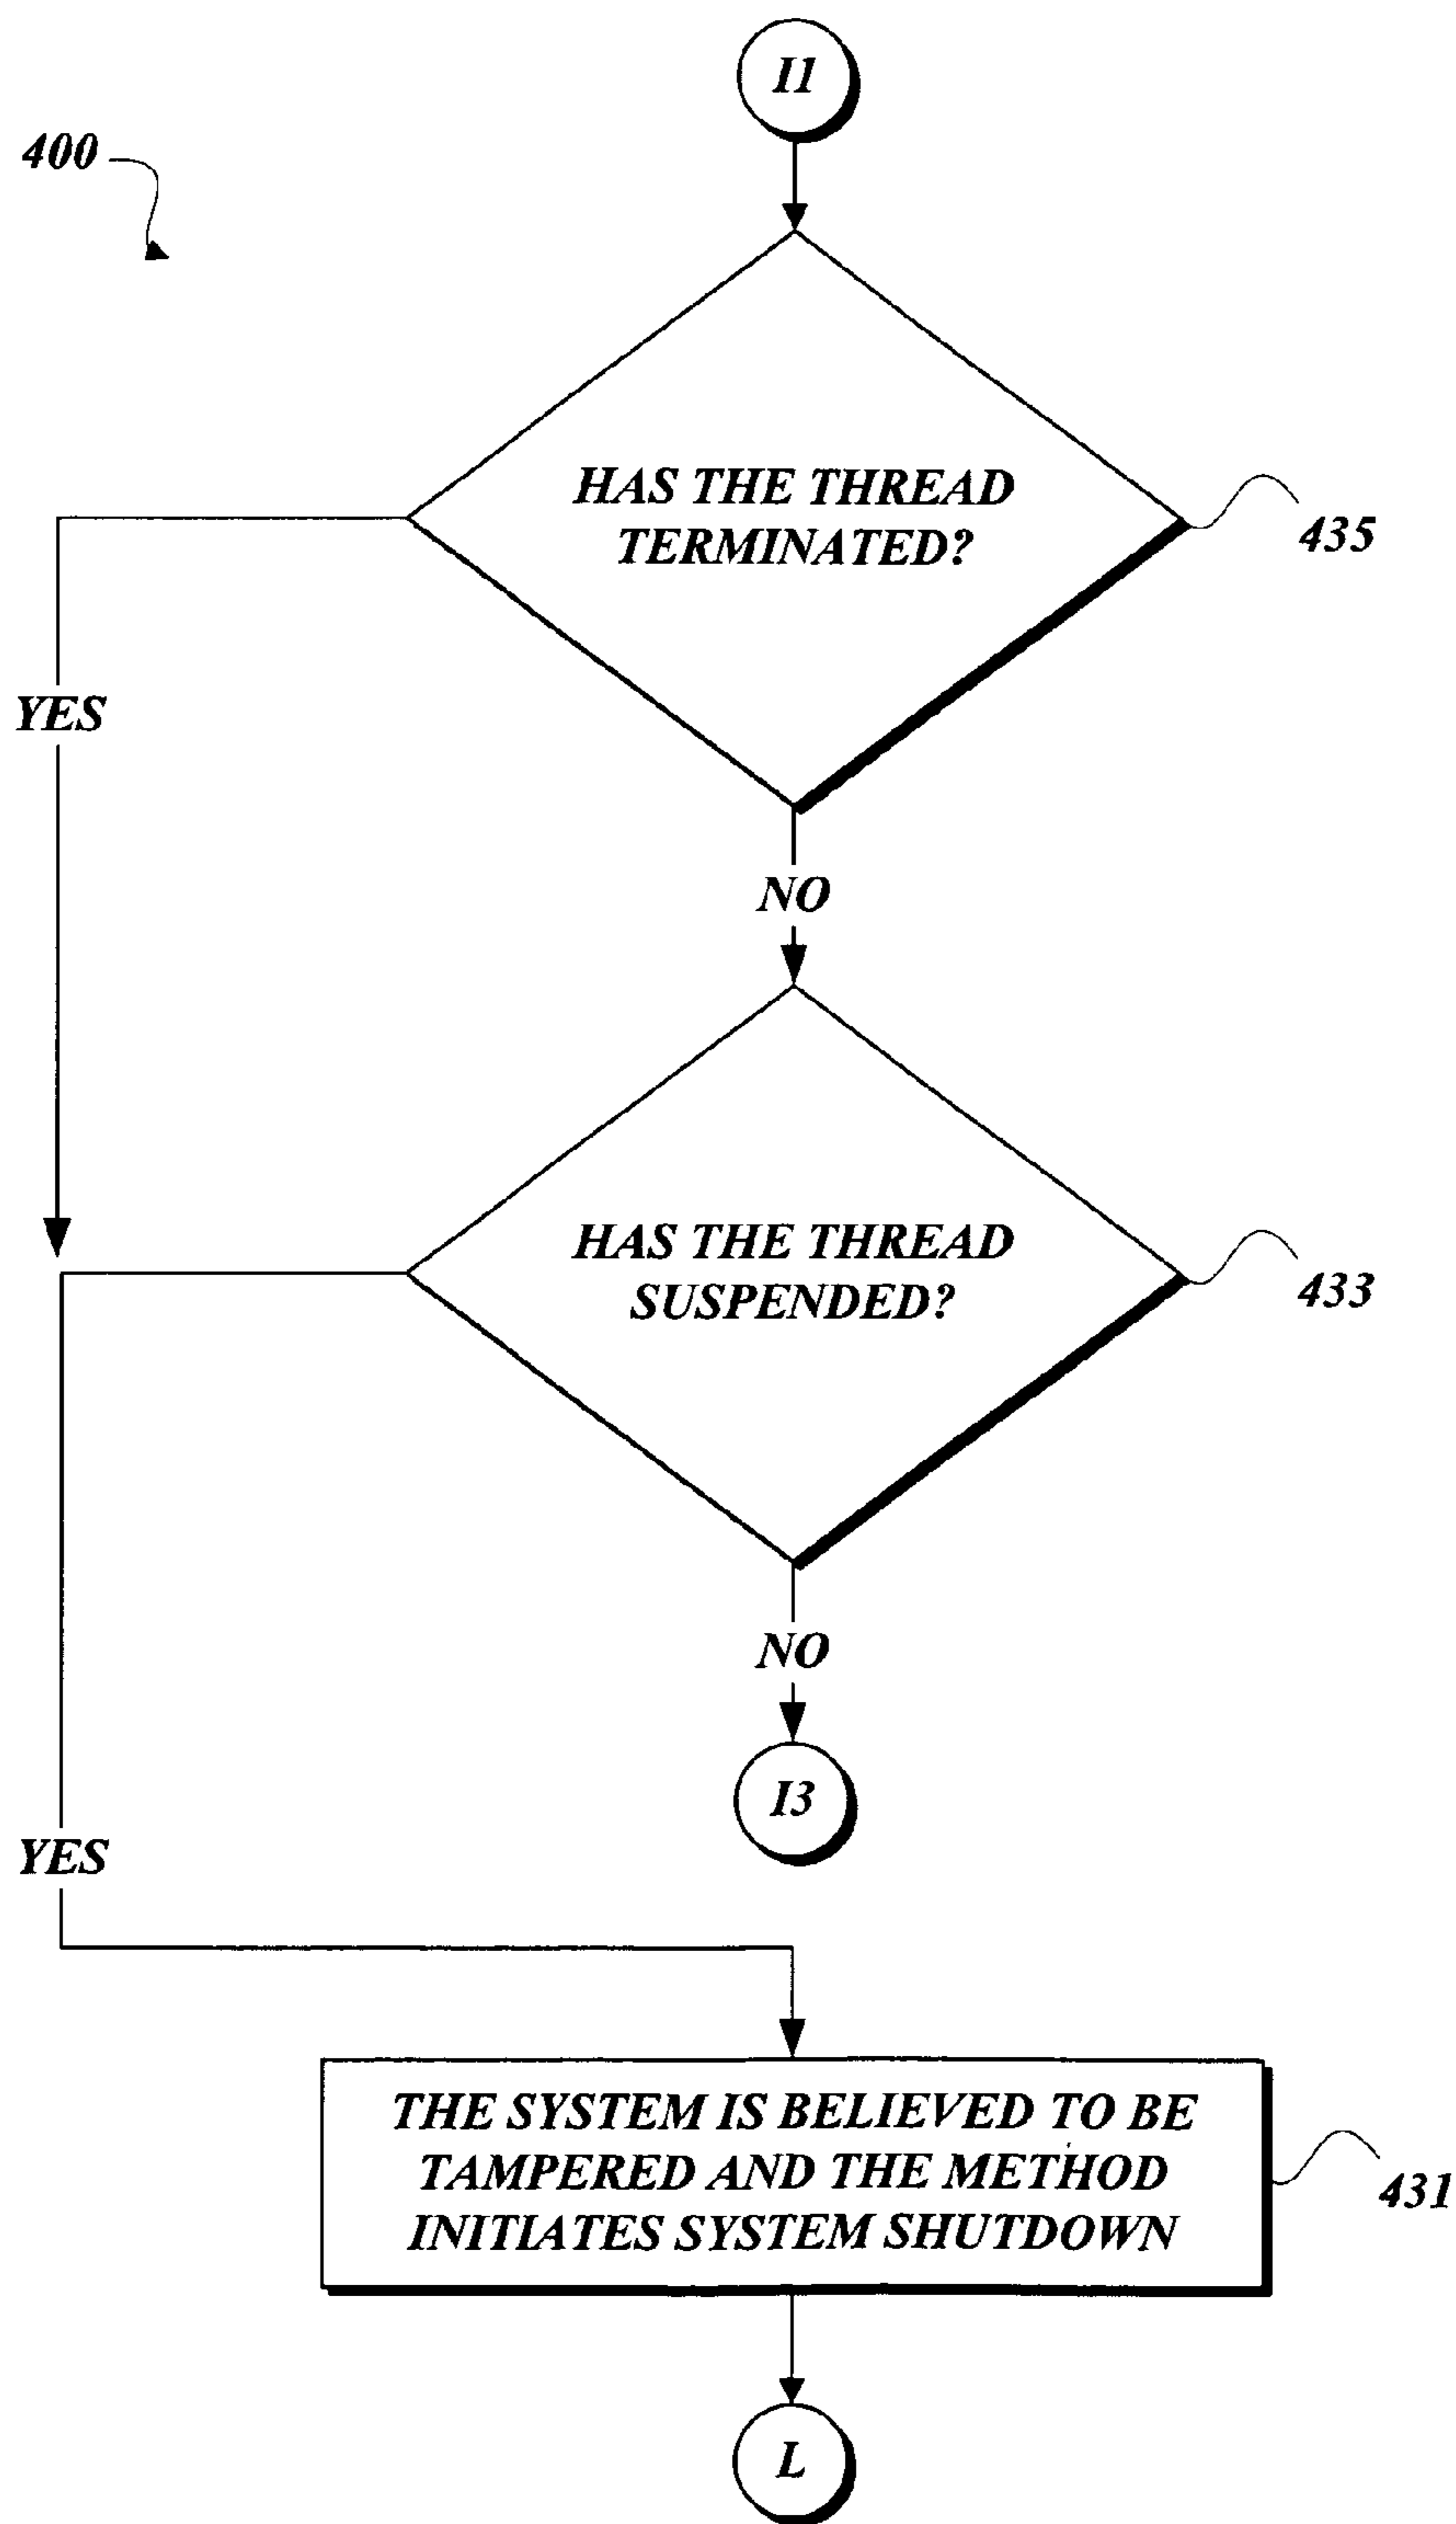 I1
400
HAS THE THREAD
TERMINATED?
435
YES
NO
HAS THE THREAD
SUSPENDED?
433
NO
I3
YES
THE SYSTEM IS BELIEVED TO BE
TAMPERED AND THE METHOD
INITIATES SYSTEM SHUTDOWN
431
L